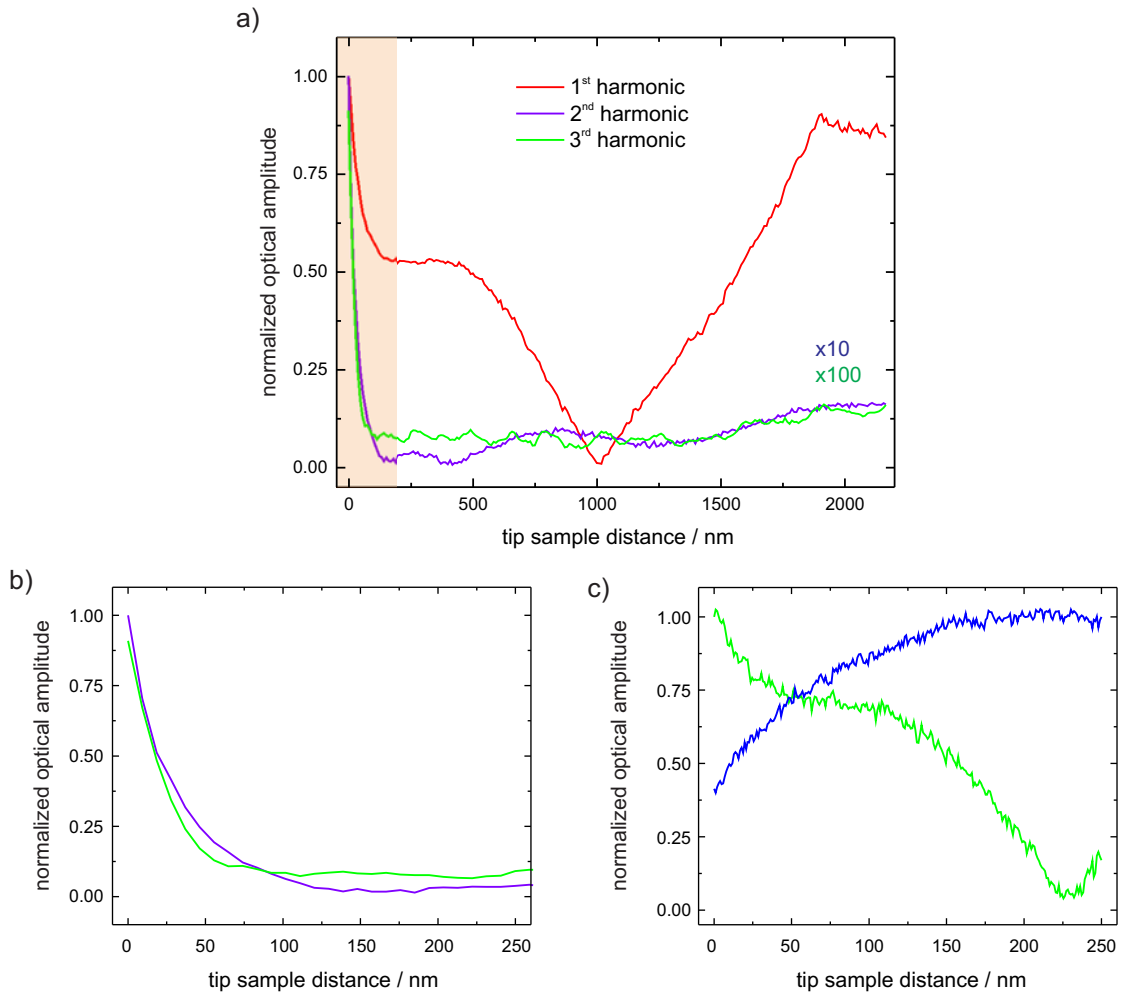 a)
normalized optical amplitude
1.00
0.75
0.50
0.25
0.00
1st harmonic
2nd harmonic
3rd harmonic
x10
x100
0 500 1000 1500 2000
tip sample distance / nm
b)
normalized optical amplitude
1.00
0.75
0.50
0.25
0.00
0 50 100 150 200 250
tip sample distance / nm
c)
normalized optical amplitude
1.00
0.75
0.50
0.25
0.00
0 50 100 150 200 250
tip sample distance / nm